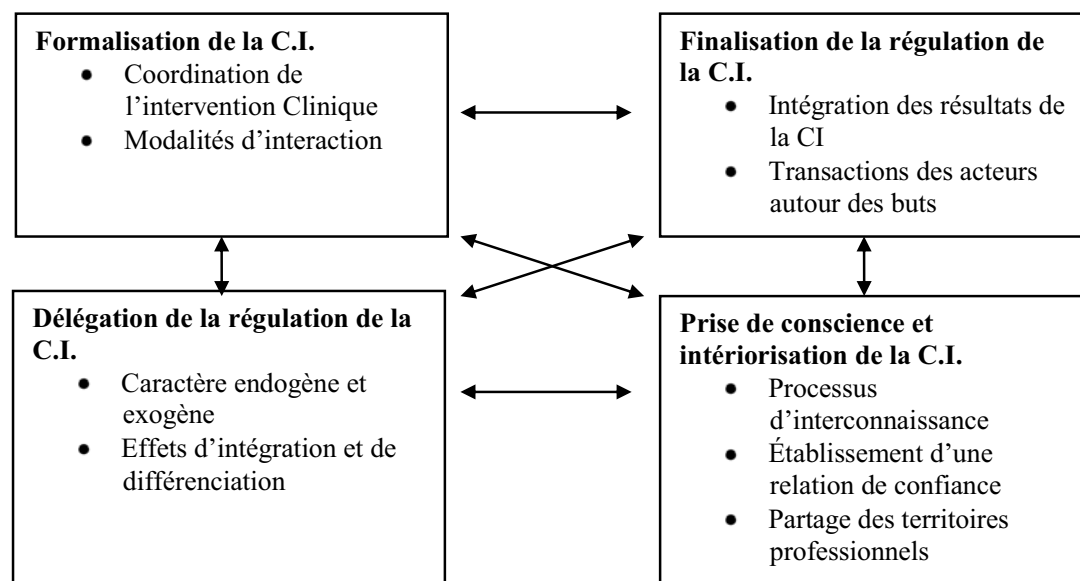 Formalisation de la C.I.
● Coordination de
l’intervention Clinique
● Modalités d’interaction
Finalisation de la régulation de
la C.I.
● Intégration des résultats de
la CI
● Transactions des acteurs
autour des buts
Délégation de la régulation de la
C.I.
● Caractère endogène et
exogène
● Effets d’intégration et de
différenciation
Prise de conscience et
intériorisation de la C.I.
● Processus
d’interconnaissance
● Établissement d’une
relation de confiance
● Partage des territoires
professionnels